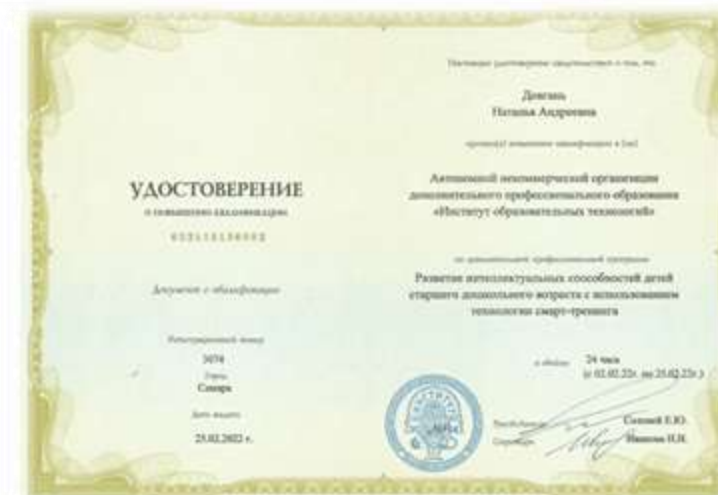 УДОСТОВЕРЕНИЕ
о повышении квалификации
Документ о квалификации
Регистрационный номер
3074
Город
Самара
Дата выдачи
25.02.2022 г.
Настоящее удостоверение свидетельствует о том, что
Довгань
Наталья Андреевна
прошел(а) повышение квалификации в (на)
Автономной некоммерческой организации
дополнительного профессионального образования
«Институт образовательных технологий»
по дополнительной профессиональной программе
Развитие интеллектуальных способностей детей
старшего дошкольного возраста с использованием
технологии смарт-тренинга
в объёме 24 часа
(с 02.02.22г. по 25.02.22г.)
Руководитель
Секретарь